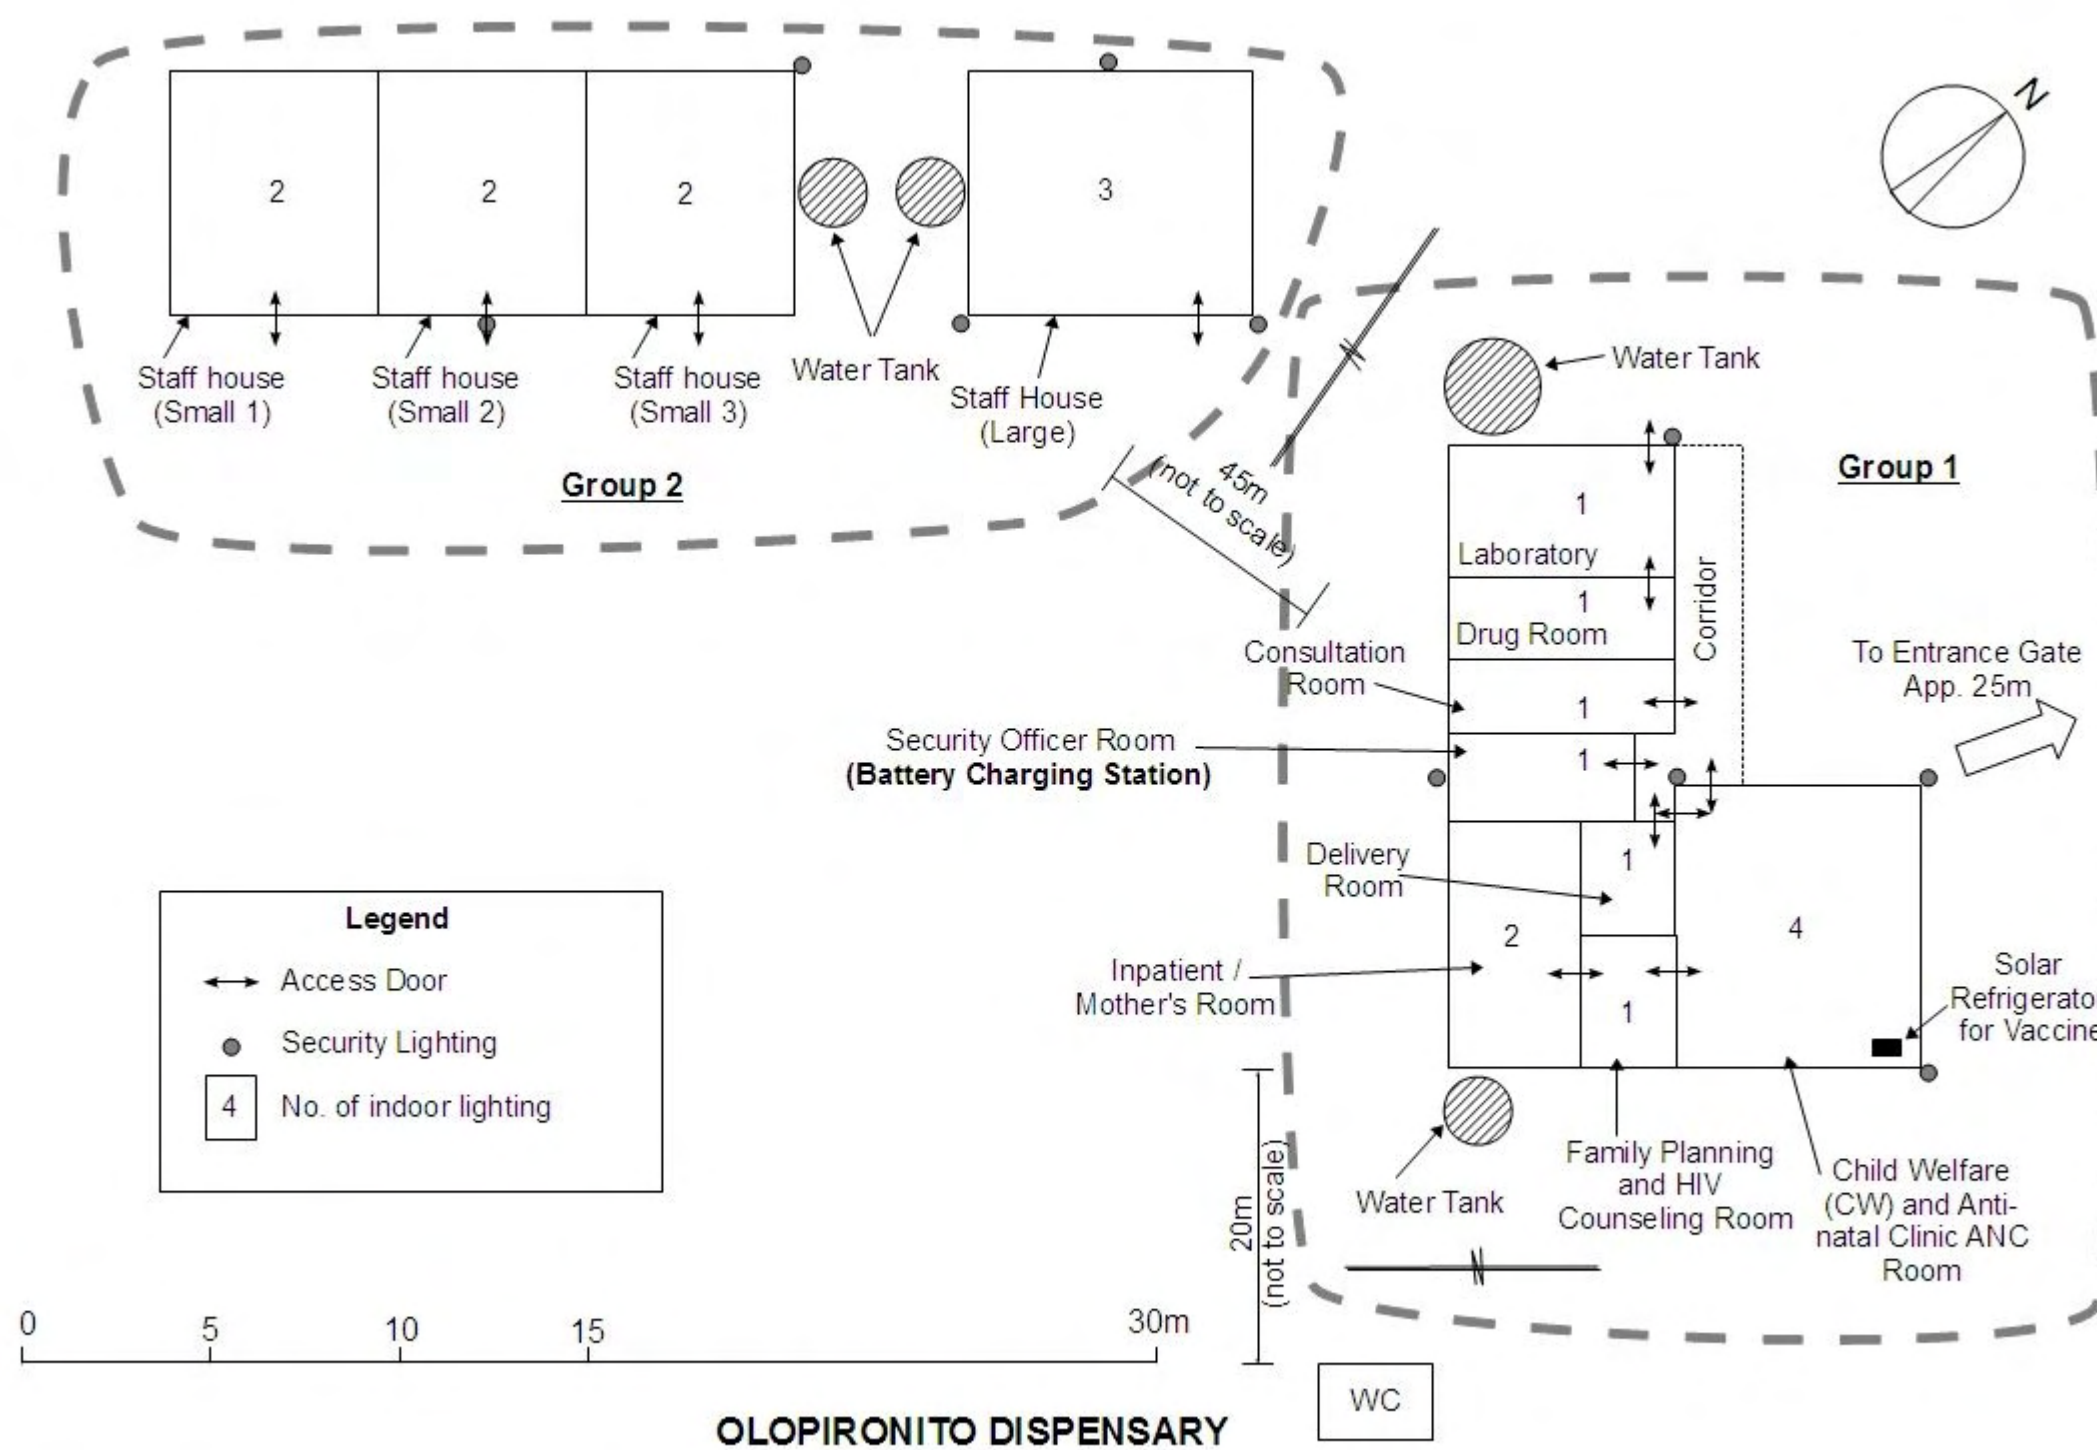 2
2
2
3
N
Staff house
(Small 1)
Staff house
(Small 2)
Staff house
(Small 3)
Water Tank
Staff House
(Large)
Group 2
45m
(not to scale)
Water Tank
Group 1
1
Laboratory
1
Drug Room
Corridor
Consultation
Room
1
To Entrance Gate
App. 25m
Security Officer Room
(Battery Charging Station)
1
Delivery
Room
1
2
4
Inpatient /
Mother's Room
1
Solar
Refrigerato
for Vaccine
Legend
Access Door
Security Lighting
4
No. of indoor lighting
Water Tank
Family Planning
and HIV
Counseling Room
Child Welfare
(CW) and Anti-
natal Clinic ANC
Room
20m
(not to scale)
0
5
10
15
30m
WC
OLOPIRONITO DISPENSARY